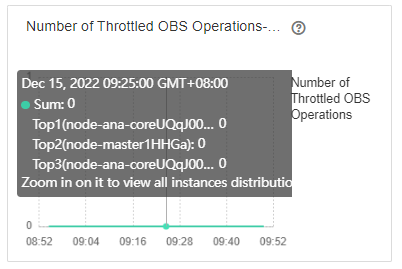 Number of Throttled OBS Operations-...
Dec 15, 2022 09:25:00 GMT+08:00
Sum: 0
Top1(node-ana-coreUQqJ00... 0
Top2(node-master1HHGa): 0
Top3(node-ana-coreUQqJ00... 0
Zoom in on it to view all instances distributio
Number of
Throttled OBS
Operations
0
08:52 09:04 09:16 09:28 09:40 09:52